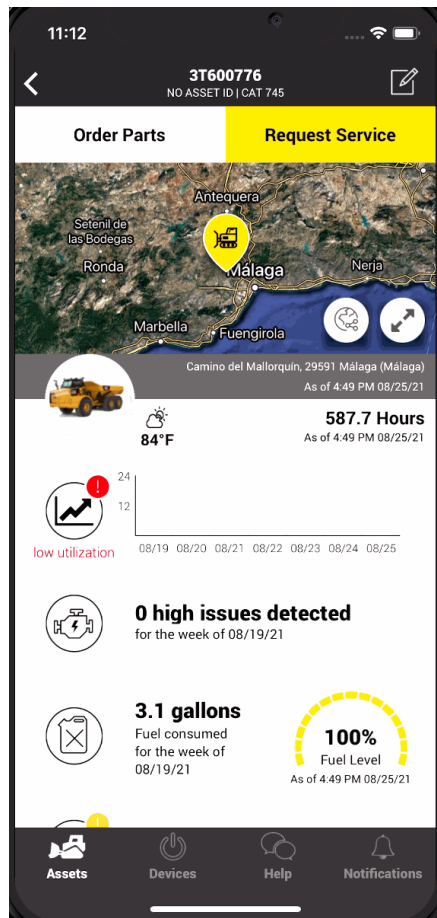 11:12
3T600776
NO ASSET ID | CAT 745
Order Parts
Request Service
Antequera
Setenil de
las Bodegas
Ronda
Málaga
Nerja
Marbella
Fuengirola
Camino del Mallorquín, 29591 Málaga (Málaga)
As of 4:49 PM 08/25/21
84°F
587.7 Hours
As of 4:49 PM 08/25/21
!
24
12
low utilization
08/19 08/20 08/21 08/22 08/23 08/24 08/25
0 high issues detected
for the week of 08/19/21
3.1 gallons
Fuel consumed
for the week of
08/19/21
100%
Fuel Level
As of 4:49 PM 08/25/21
!
Assets
Devices
Help
Notifications